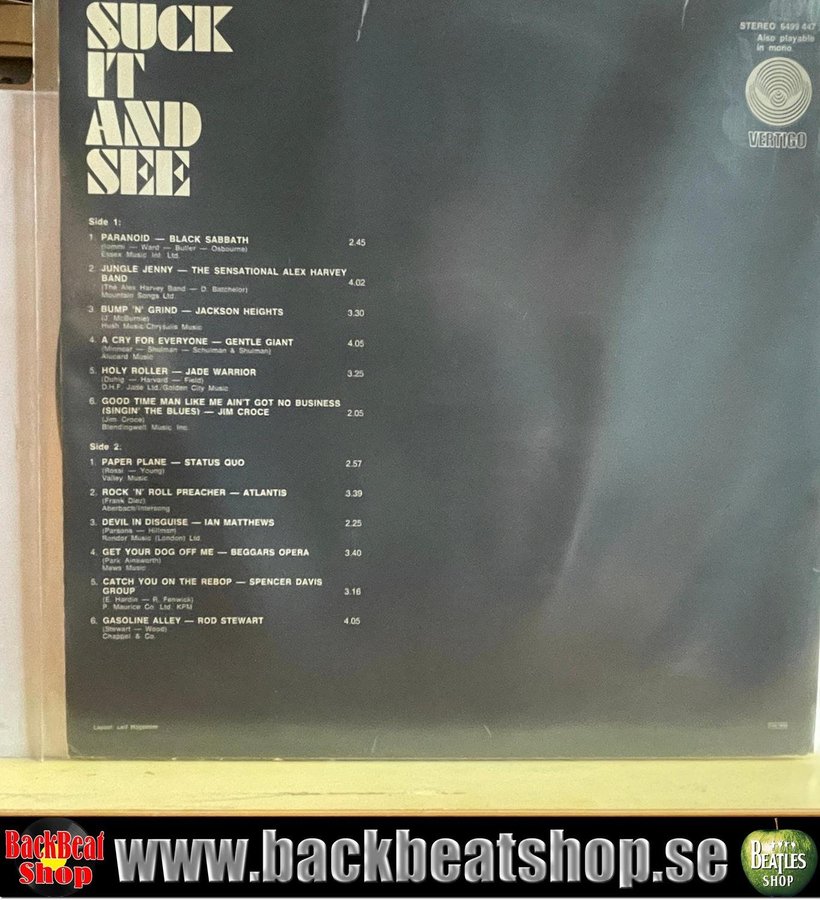 SUCK
IT
AND
SEE
STEREO 6499 447
Also playable
in mono.
VERTIGO
Side 1:
1. PARANOID — BLACK SABBATH 2.45
(Iommi — Ward — Butler — Osbourne)
Essex Music Int. Ltd.
2. JUNGLE JENNY — THE SENSATIONAL ALEX HARVEY
BAND 4.02
(The Alex Harvey Band — D. Batchelor)
Mountain Songs Ltd.
3. BUMP 'N' GRIND — JACKSON HEIGHTS 3.30
(J. McBurnie)
Hush Music/Chrysalis Music
4. A CRY FOR EVERYONE — GENTLE GIANT 4.05
(Minnear — Shulman — Schulman & Shulman)
Alucard Music
5. HOLY ROLLER — JADE WARRIOR 3.25
(Duhig — Harvard — Field)
D.H.F. Jade Ltd./Golden City Music
6. GOOD TIME MAN LIKE ME AIN'T GOT NO BUSINESS
(SINGIN' THE BLUES) — JIM CROCE 2.05
(Jim Croce)
Blendingwell Music Inc.
Side 2.
1. PAPER PLANE — STATUS QUO 2.57
(Rossi — Young)
Valley Music
2. ROCK 'N' ROLL PREACHER — ATLANTIS 3.39
(Frank Diez)
Aberbach/Intersong
3. DEVIL IN DISGUISE — IAN MATTHEWS 2.25
(Parsons — Hillman)
Rondor Music (London) Ltd.
4. GET YOUR DOG OFF ME — BEGGARS OPERA 3.40
(Park Ainsworth)
Mews Music
5. CATCH YOU ON THE REBOP — SPENCER DAVIS
GROUP 3.16
(E. Hardin — R. Fenwick)
P. Maurice Co. Ltd. KPM
6. GASOLINE ALLEY — ROD STEWART 4.05
(Stewart — Wood)
Chappel & Co.
BackBeat
Shop
www.backbeatshop.se
BEATLES
SHOP